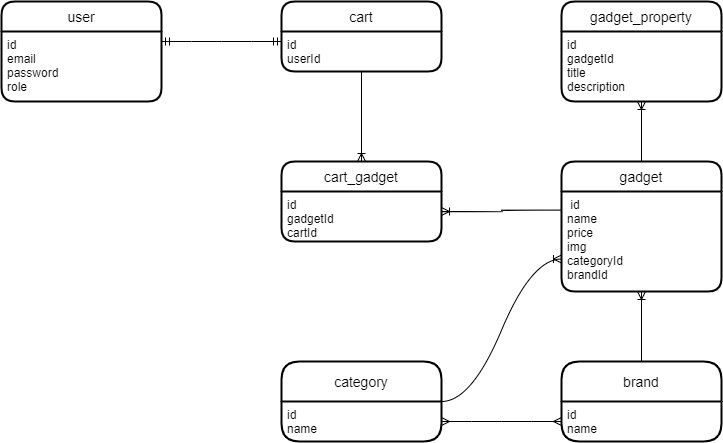 user
id
email
password
role
cart
id
userId
gadget_property
id
gadgetId
title
description
cart_gadget
id
gadgetId
cartId
gadget
id
name
price
img
categoryId
brandId
category
id
name
brand
id
name